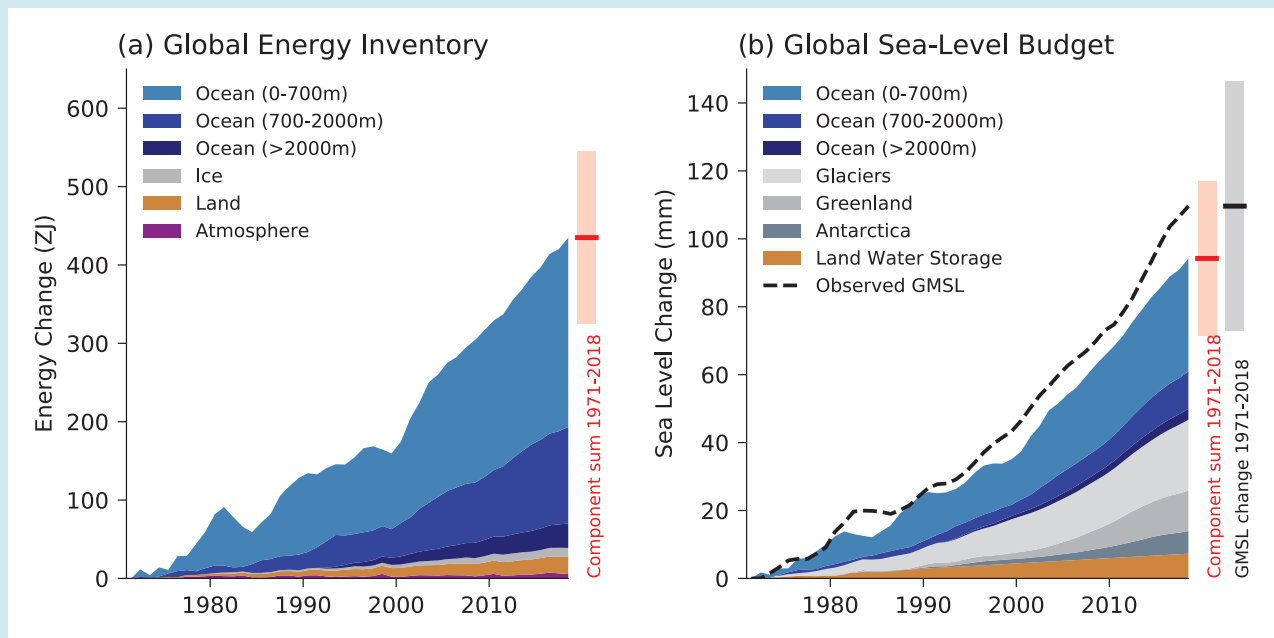 (a) Global Energy Inventory
Energy Change (ZJ)
600
500
400
300
200
100
0
Ocean (0-700m)
Ocean (700-2000m)
Ocean (>2000m)
Ice
Land
Atmosphere
1980
1990
2000
2010
Component sum 1971-2018
(b) Global Sea-Level Budget
Sea Level Change (mm)
140
120
100
80
60
40
20
0
Ocean (0-700m)
Ocean (700-2000m)
Ocean (>2000m)
Glaciers
Greenland
Antarctica
Land Water Storage
Observed GMSL
1980
1990
2000
2010
Component sum 1971-2018
GMSL change 1971-2018